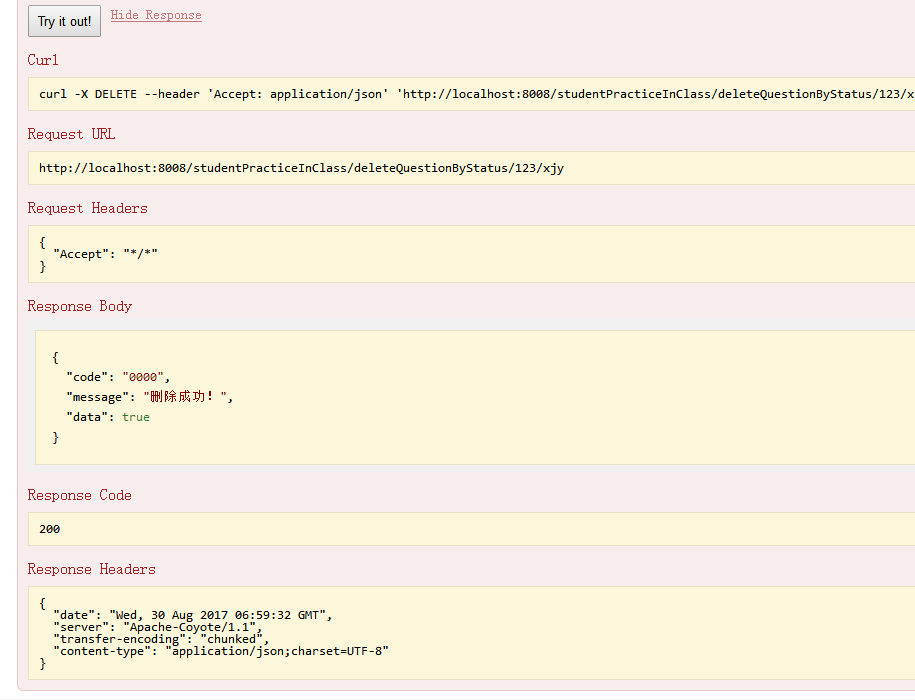 Try it out!
Hide Response
Curl
curl -X DELETE --header 'Accept: application/json' 'http://localhost:8008/studentPracticeInClass/deleteQuestionByStatus/123/x
Request URL
http://localhost:8008/studentPracticeInClass/deleteQuestionByStatus/123/xjy
Request Headers
{
"Accept": "*/*"
}
Response Body
{
"code": "0000",
"message": "删除成功！",
"data": true
}
Response Code
200
Response Headers
{
"date": "Wed, 30 Aug 2017 06:59:32 GMT",
"server": "Apache-Coyote/1.1",
"transfer-encoding": "chunked",
"content-type": "application/json;charset=UTF-8"
}